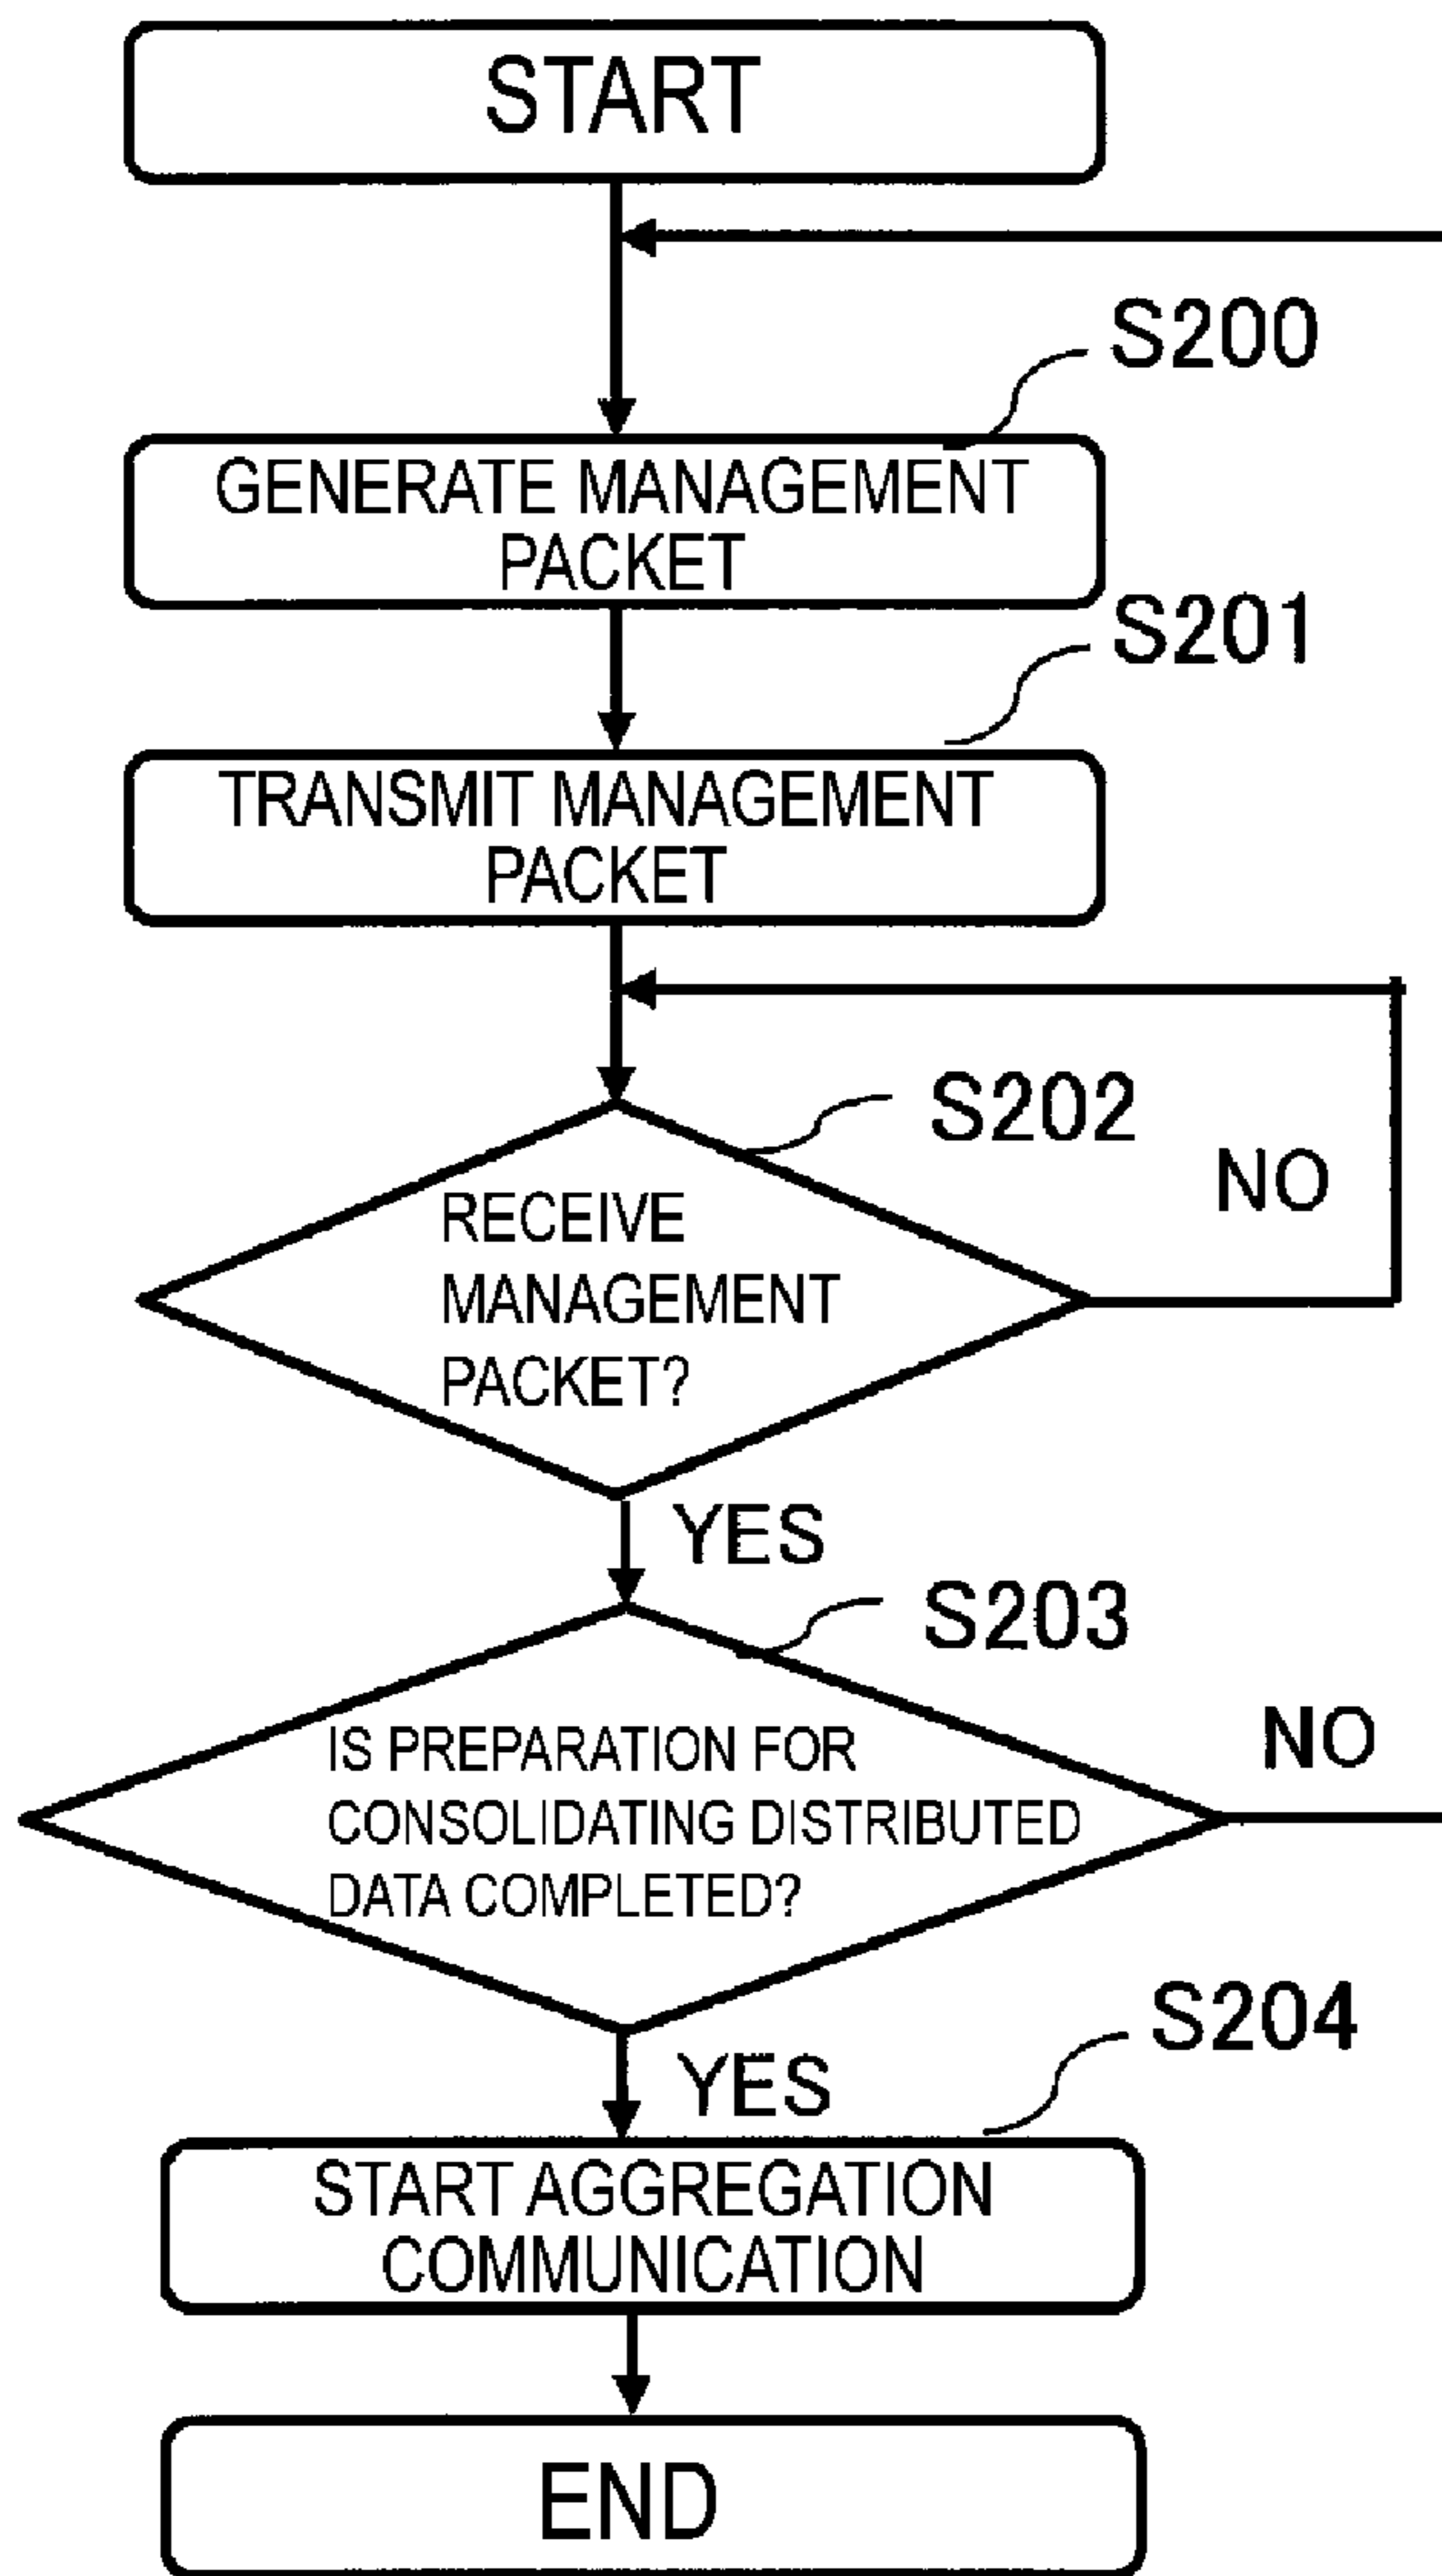 START
S200
GENERATE MANAGEMENT
PACKET
S201
TRANSMIT MANAGEMENT
PACKET
S202
NO
RECEIVE
MANAGEMENT
PACKET?
YES
S203
NO
IS PREPARATION FOR
CONSOLIDATING DISTRIBUTED
DATA COMPLETED?
S204
YES
START AGGREGATION
COMMUNICATION
END